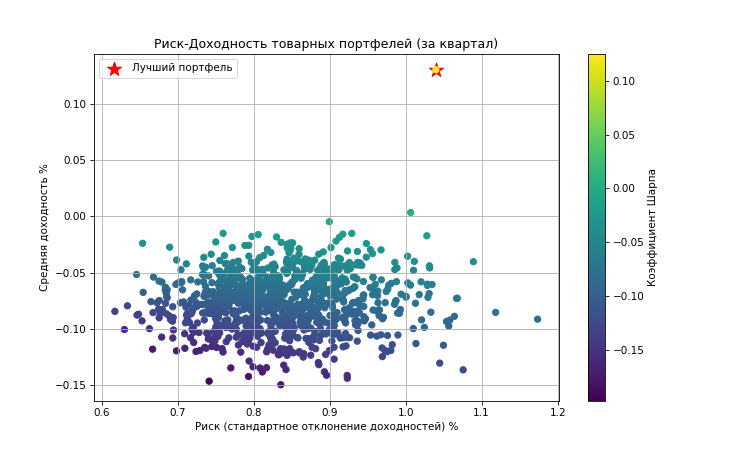 Риск-Доходность товарных портфелей (за квартал)
Лучший портфель
Средняя доходность %
0.10
0.05
0.00
−0.05
−0.10
−0.15
0.6 0.7 0.8 0.9 1.0 1.1 1.2
Риск (стандартное отклонение доходностей) %
0.10
0.05
0.00
−0.05
−0.10
−0.15
Коэффициент Шарпа